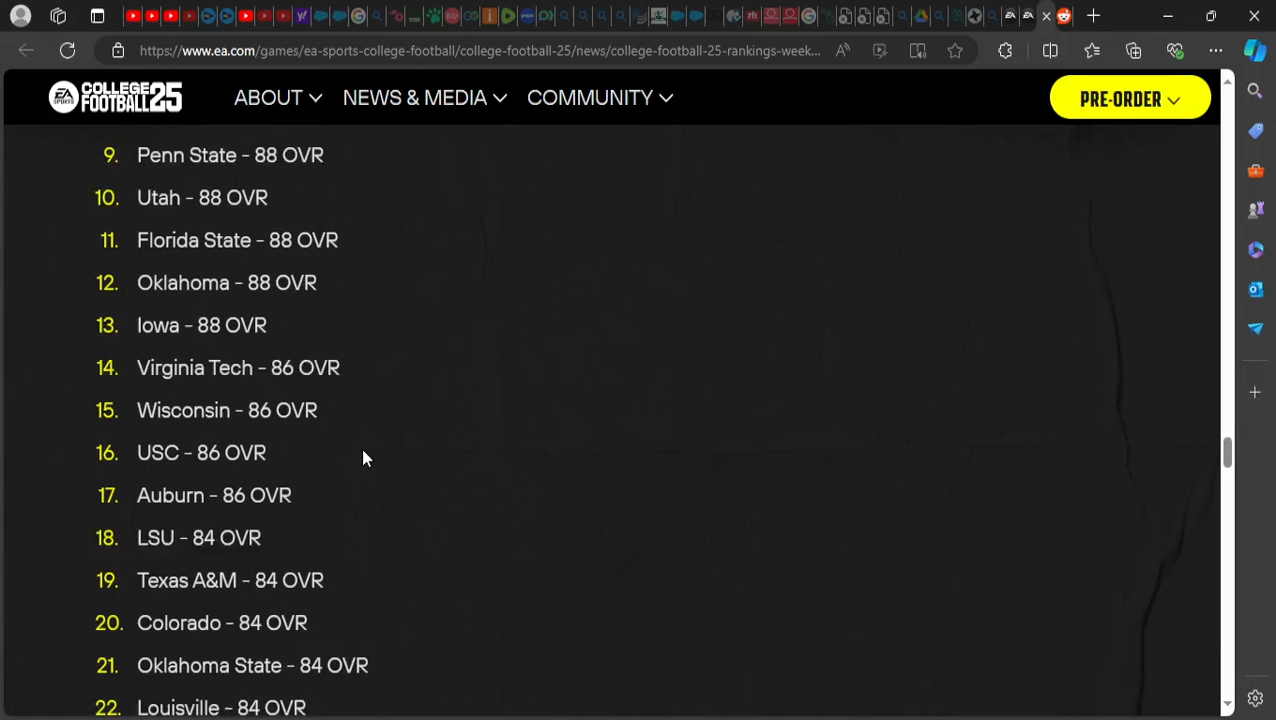 https://www.ea.com/games/ea-sports-college-football/college-football-25/news/college-football-25-rankings-week...
EA SPORTS COLLEGE FOOTBALL 25
ABOUT
NEWS & MEDIA
COMMUNITY
PRE-ORDER
9. Penn State - 88 OVR
10. Utah - 88 OVR
11. Florida State - 88 OVR
12. Oklahoma - 88 OVR
13. Iowa - 88 OVR
14. Virginia Tech - 86 OVR
15. Wisconsin - 86 OVR
16. USC - 86 OVR
17. Auburn - 86 OVR
18. LSU - 84 OVR
19. Texas A&M - 84 OVR
20. Colorado - 84 OVR
21. Oklahoma State - 84 OVR
22. Louisville - 84 OVR